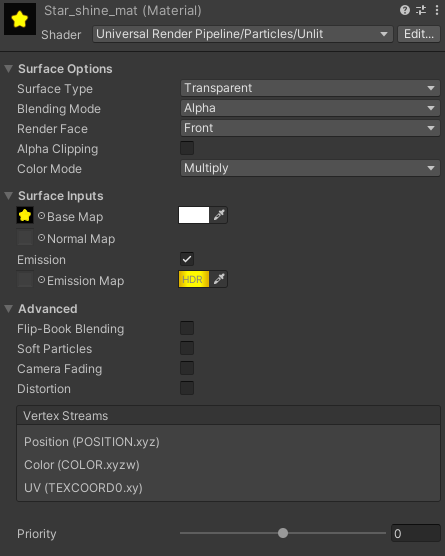 Star_shine_mat (Material)
Shader Universal Render Pipeline/Particles/Unlit Edit...
Surface Options
Surface Type Transparent
Blending Mode Alpha
Render Face Front
Alpha Clipping
Color Mode Multiply
Surface Inputs
Base Map
Normal Map
Emission
Emission Map HDR
Advanced
Flip-Book Blending
Soft Particles
Camera Fading
Distortion
Vertex Streams
Position (POSITION.xyz)
Color (COLOR.xyzw)
UV (TEXCOORD0.xy)
Priority 0